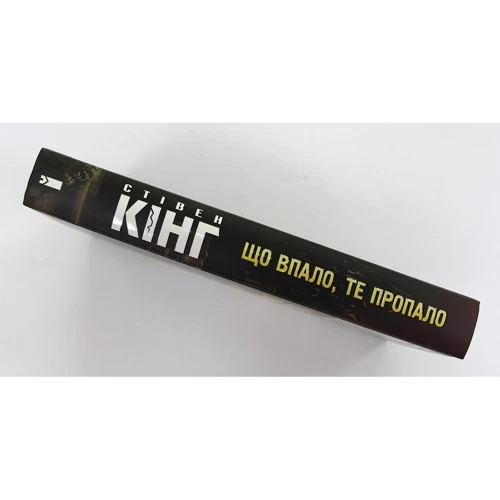 СТІВЕН
КІНГ
ЩО ВПАЛО, ТЕ ПРОПАЛО